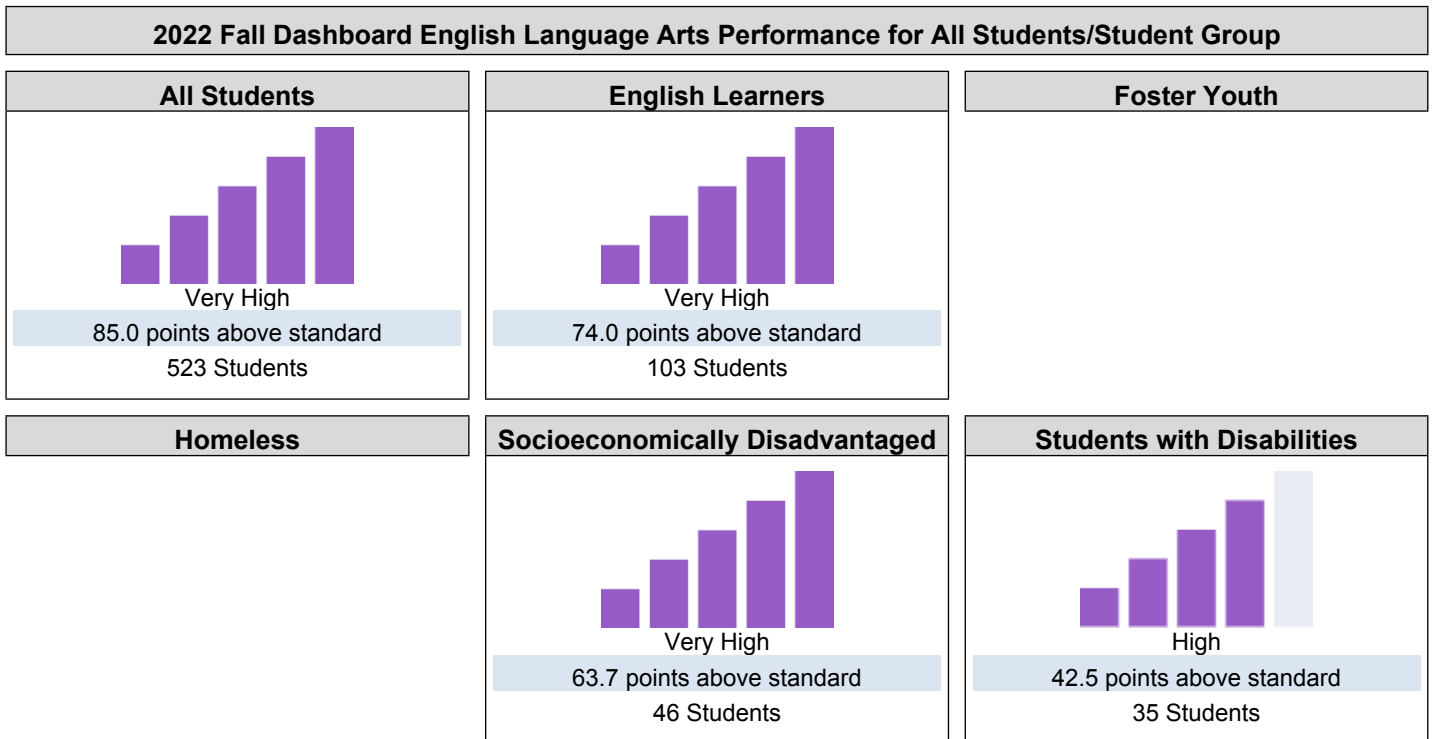 2022 Fall Dashboard English Language Arts Performance for All Students/Student Group
All Students
Very High
85.0 points above standard
523 Students
English Learners
Very High
74.0 points above standard
103 Students
Foster Youth
Homeless
Socioeconomically Disadvantaged
Very High
63.7 points above standard
46 Students
Students with Disabilities
High
42.5 points above standard
35 Students